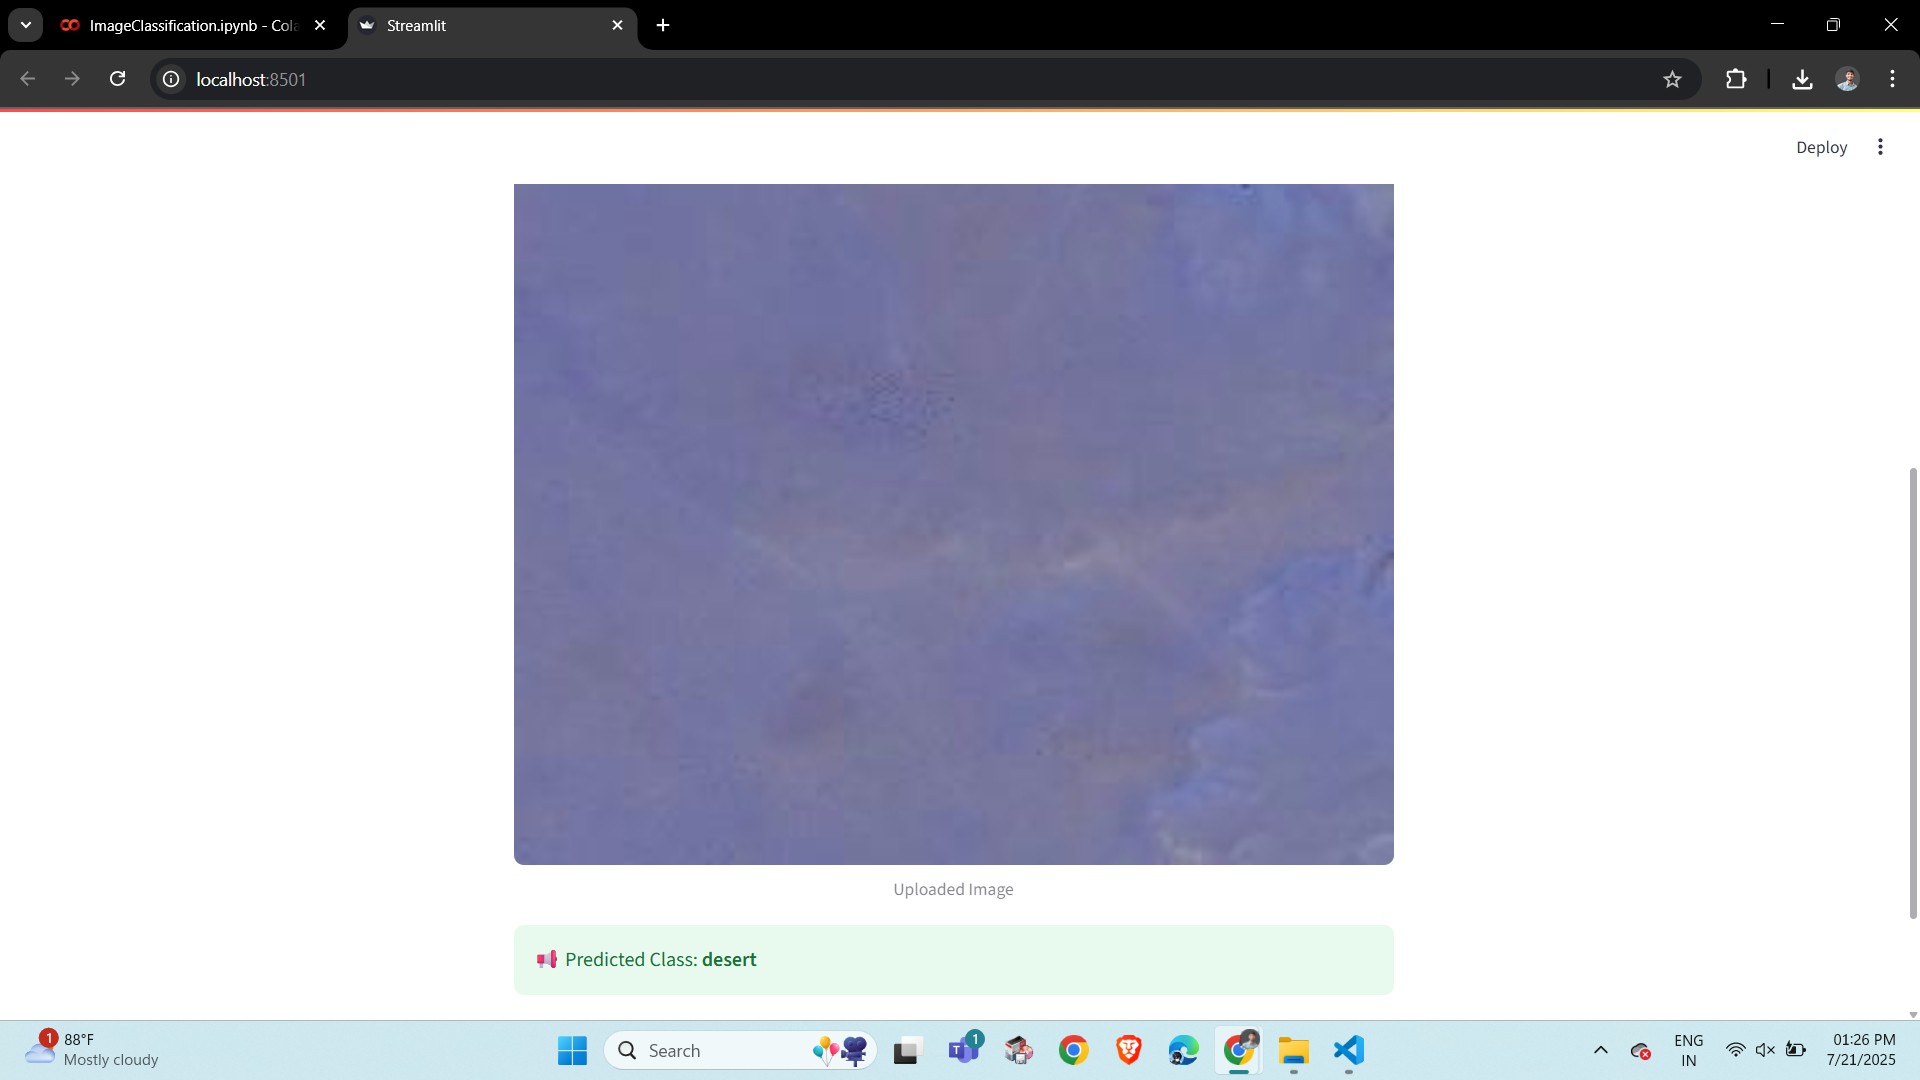 ImageClassification.ipynb - Cola
Streamlit
localhost:8501
Deploy
Uploaded Image
Predicted Class: desert
1
88°F
Mostly cloudy
Search
1
ENG
IN
01:26 PM
7/21/2025